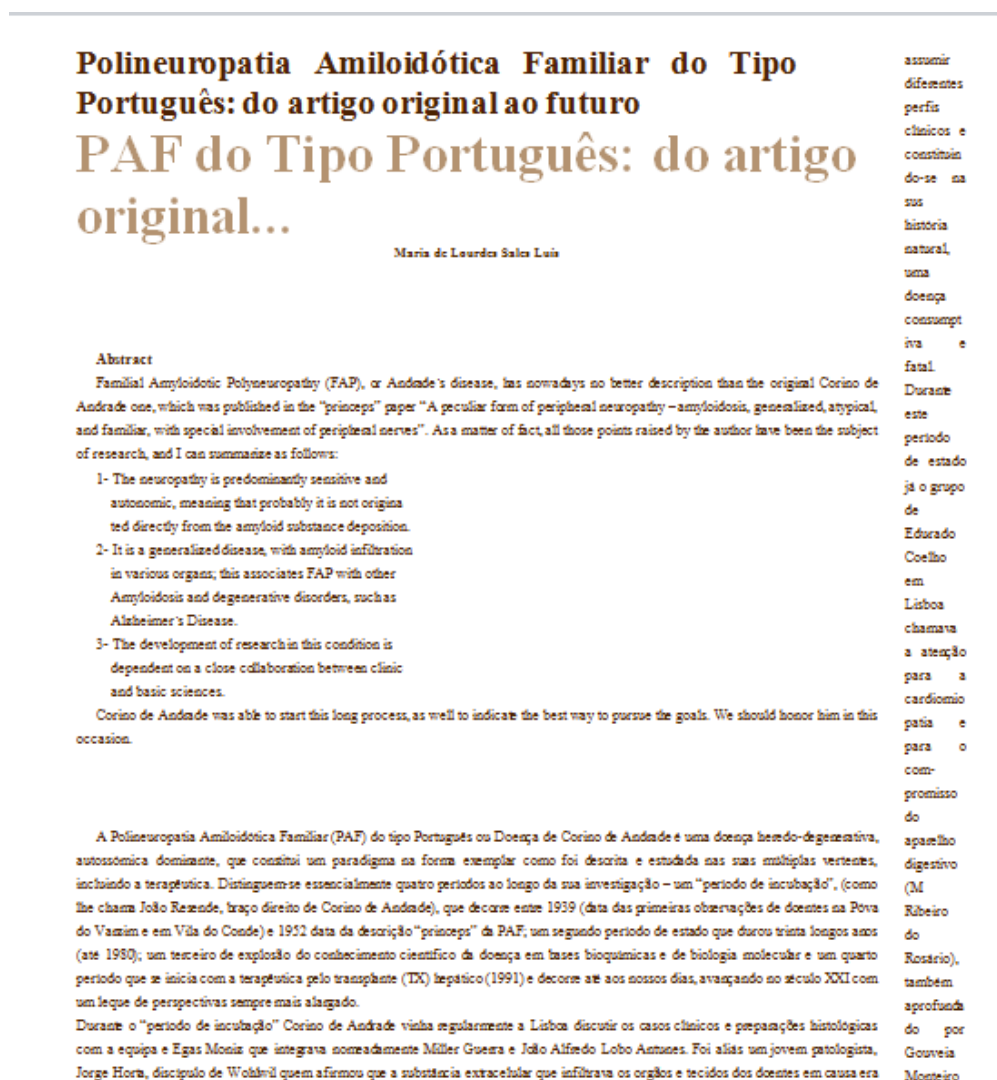 Polineuropatia Amiloidótica Familiar do Tipo
Português: do artigo original ao futuro
PAF do Tipo Português: do artigo
original...
Maria de Lourdes Sales Luis
Abstract
Familial Amyloidotic Polyneuropathy (FAP), or Andrade's disease, has nowadays no better description than the original Corino de
Andrade one, which was published in the "princeps" paper "A peculiar form of peripheral neuropathy – amyloidosis, generalized, atypical,
and familiar, with special involvement of peripheral nerves". As a matter of fact, all those points raised by the author have been the subject
of research, and I can summarize as follows:
1- The neuropathy is predominantly sensitive and
autonomic, meaning that probably it is not origina
ted directly from the amyloid substance deposition.
2- It is a generalized disease, with amyloid infiltration
in various organs; this associates FAP with other
Amyloidosis and degenerative disorders, such as
Alzheimer's Disease.
3- The development of research in this condition is
dependent on a close collaboration between clinic
and basic sciences.
Corino de Andrade was able to start this long process, as well to indicate the best way to pursue the goals. We should honor him in this
occasion.
A Polineuropatia Amiloidótica Familiar (PAF) do tipo Português ou Doença de Corino de Andrade é uma doença heredo-degenerativa,
autossómica dominante, que constitui um paradigma na forma exemplar como foi descrita e estudada nas suas múltiplas vertentes,
incluindo a terapêutica. Distinguem-se essencialmente quatro períodos ao longo da sua investigação – um "período de incubação", (como
lhe chama João Resende, braço direito de Corino de Andrade), que decorre entre 1939 (data das primeiras observações de doentes na Póva
do Varzim e em Vila do Conde) e 1952 data da descrição "princeps" da PAF; um segundo período de estado que durou trinta longos anos
(até 1980); um terceiro de explosão do conhecimento científico da doença em bases bioquímicas e de biologia molecular e um quarto
período que se inicia com a terapêutica pelo transplante (TX) hepático (1991) e decorre até aos nossos dias, avançando no século XXI com
um leque de perspectivas sempre mais alargado.
Durante o "período de incubação" Corino de Andrade vinha regularmente a Lisboa discutir os casos clínicos e preparações histológicas
com a equipa e Egas Moniz que integrava nomeadamente Miller Guerra e João Alfredo Lobo Antunes. Foi aliás um jovem patologista,
Jorge Horta, discípulo de Wohlwil quem afirmou que a substância extracelular que infiltrava os orgãos e tecidos dos doentes em causa era
assumir
diferentes
perfis
clínicos e
constituin
do-se na
sus
história
natural,
uma
doença
consumpt
iva e
fatal.
Durante
este
período
de estado
já o grupo
de
Edurado
Coelho
em
Lisboa
chamava
a atenção
para a
cardiomio
patia e
para o
com-
promisso
do
aparelho
digestivo
(M
Ribeiro
do
Rosário),
também
aprofunda
do por
Gouveia
Monteiro